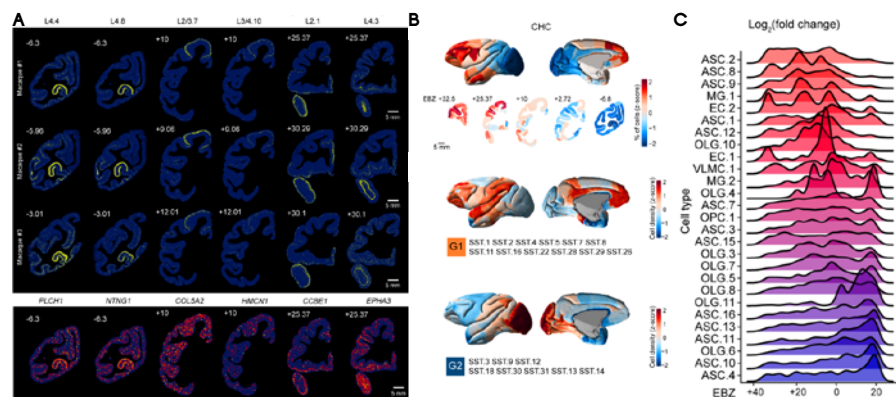 A
L4.4 L4.8 L2/3.7 L3/4.10 L2.1 L4.3
Macaque #1
-6.3 -6.3 +10 +10 +25.37 +25.37
5 mm
Macaque #2
-5.96 -5.96 +9.06 +9.06 +30.29 +30.29
5 mm
Macaque #3
-3.01 -3.01 +12.01 +12.01 +30.1 +30.1
5 mm
PLCH1 NTNG1 COL5A2 HMCN1 CCBE1 EPHA3
-6.3 -6.3 +10 +10 +25.37 +25.37
5 mm
B
CHC
EBZ +32.5 +25.37 +10 +2.72 -6.8
5 mm
% of cells (z-score)
2
1
0
-1
-2
Cell density (z-score)
2
1
0
-1
-2
G1
SST.1 SST.2 SST.4 SST.5 SST.7 SST.8
SST.11 SST.16 SST.22 SST.28 SST.29 SST.26
Cell density (z-score)
2
1
0
-1
-2
G2
SST.3 SST.9 SST.12
SST.18 SST.30 SST.31 SST.13 SST.14
C
Log2(fold change)
Cell type
ASC.2
ASC.8
ASC.9
MG.1
EC.2
ASC.1
ASC.12
OLG.10
EC.1
VLMC.1
MG.2
OLG.4
ASC.7
OPC.1
ASC.3
ASC.15
OLG.3
OLG.7
OLG.5
OLG.8
OLG.11
ASC.16
ASC.13
ASC.11
OLG.6
ASC.10
ASC.4
EBZ +40 +20 0 20